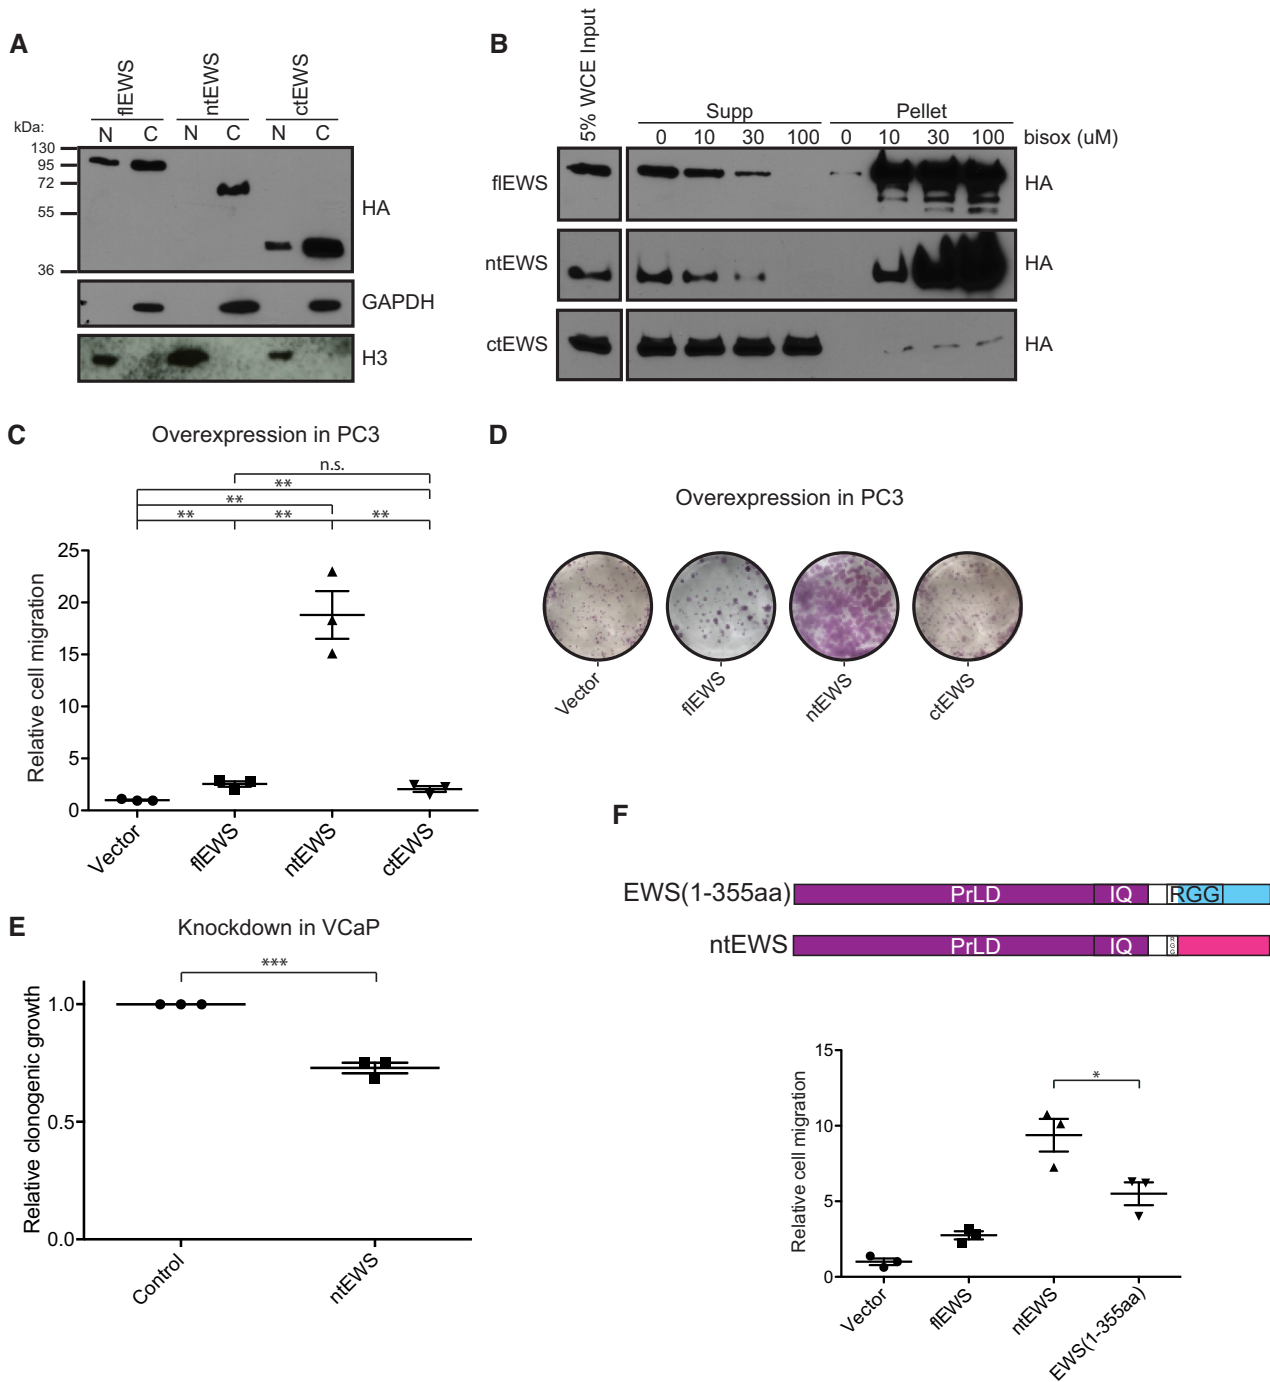 A
flEWS ntEWS ctEWS
kDa: N C N C N C
130
95
72
55
36
HA
GAPDH
H3
B
5% WCE Input
Supp Pellet
0 10 30 100 0 10 30 100 bisox (uM)
flEWS HA
ntEWS HA
ctEWS HA
C
Overexpression in PC3
n.s.
**
**
** ** **
25
20
15
10
5
0
Relative cell migration
Vector flEWS ntEWS ctEWS
D
Overexpression in PC3
Vector flEWS ntEWS ctEWS
E
Knockdown in VCaP
***
1.0
0.5
0.0
Relative clonogenic growth
Control ntEWS
F
EWS(1-355aa) PrLD IQ RGG
ntEWS PrLD IQ RGG
15
10
5
0
*
Relative cell migration
Vector flEWS ntEWS EWS(1-355aa)